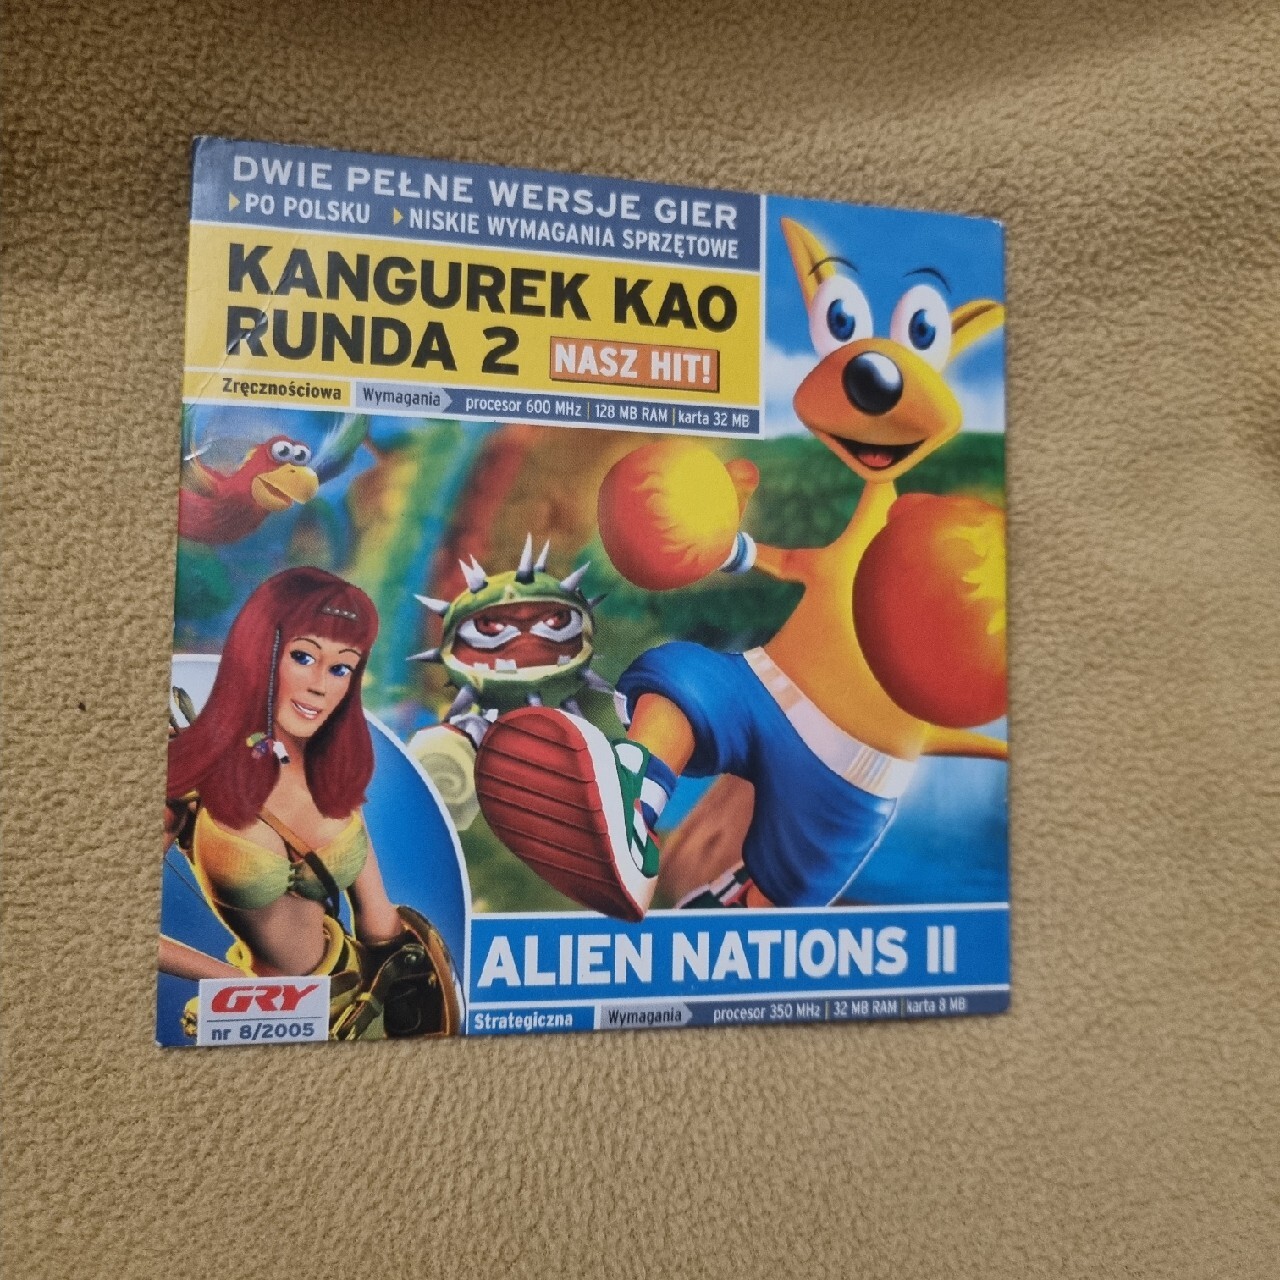 DWIE PEŁNE WERSJE GIER
PO POLSKU NISKIE WYMAGANIA SPRZĘTOWE
KANGUREK KAO
RUNDA 2
NASZ HIT!
Zręcznościowa Wymagania procesor 600 MHz | 128 MB RAM | karta 32 MB
ALIEN NATIONS II
Strategiczna Wymagania procesor 350 MHz | 32 MB RAM | karta 8 MB
GRY
nr 8/2005